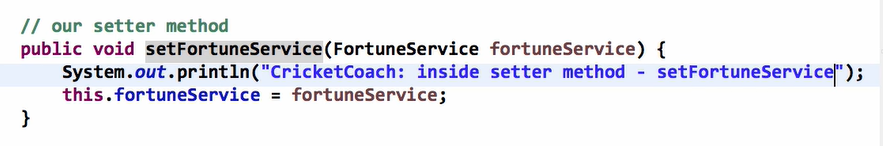 // our setter method
public void setFortuneService(FortuneService fortuneService) {
    System.out.println("CricketCoach: inside setter method - setFortuneService");
    this.fortuneService = fortuneService;
}